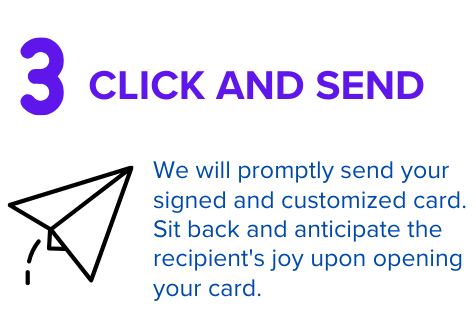 3 CLICK AND SEND
We will promptly send your
signed and customized card.
Sit back and anticipate the
recipient's joy upon opening
your card.